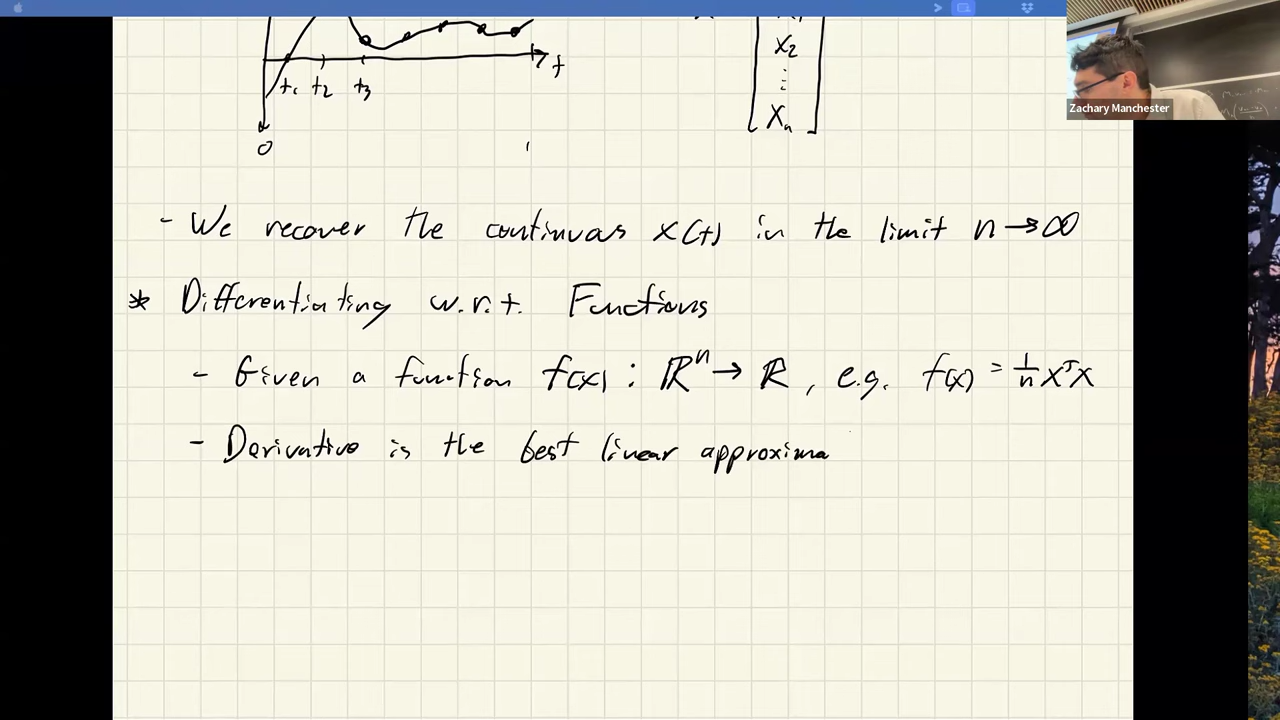 x₂
⋮
t₁ t₂ t₃ t
xₙ
0
- We recover the continuous x(t) in the limit n → ∞
* Differentiating w.r.t. Functions
- Given a function f(x) : ℝⁿ → ℝ , e.g. f(x) = 1/n xᵀx
- Derivative is the best linear approxima
Zachary Manchester